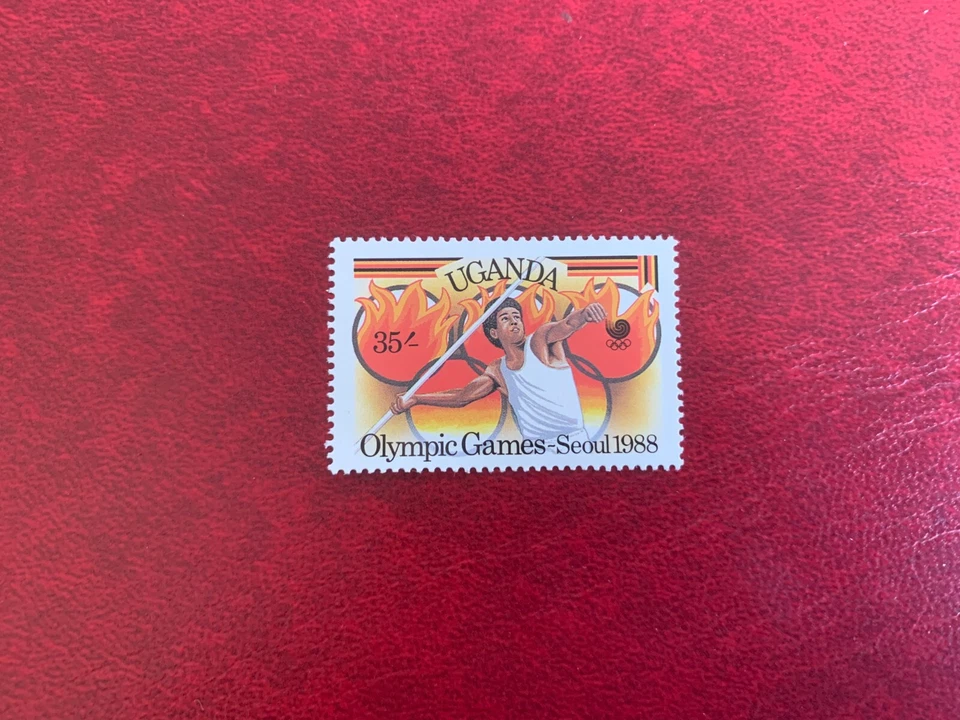 UGANDA
35/-
Olympic Games-Seoul 1988